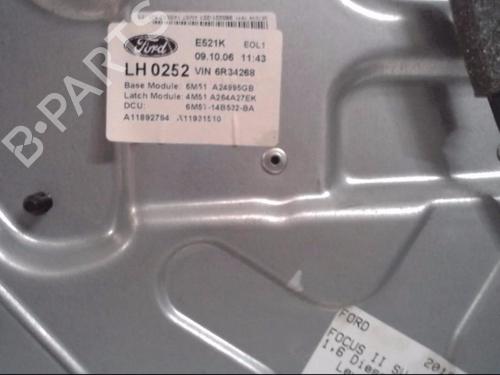 B-PARTS
Ford
E521K EOL1
09.10.06 11:43
LH 0252 VIN 6R34268
Base Module: 6M51 A24995GB
Latch Module: 4M51 A264A27EK
DCU: 6M5T-14B532-BA
A11892794 A11931510
FORD
FOCUS II
1.6